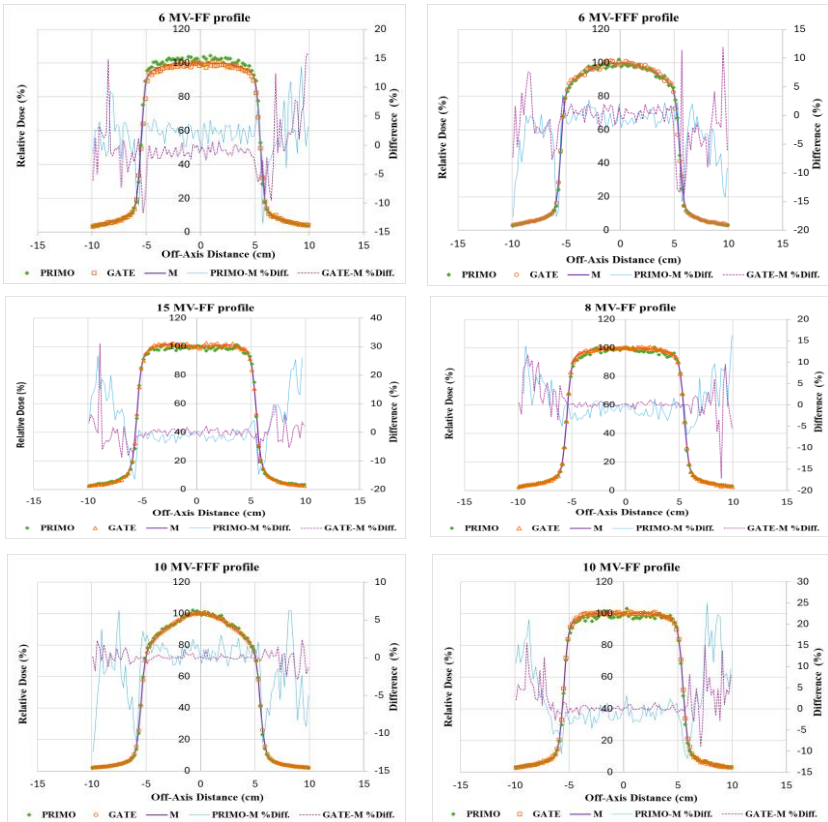 6 MV-FF profile
Relative Dose (%)
120
100
80
60
40
20
0
20
15
10
5
0
-5
-10
-15
Difference (%)
-15 -10 -5 0 5 10 15
Off-Axis Distance (cm)
PRIMO GATE M PRIMO-M %Diff. GATE-M %Diff.
6 MV-FFF profile
Relative Dose (%)
120
100
80
60
40
20
0
20
15
10
5
0
-5
-10
-15
-20
Difference (%)
-15 -10 -5 0 5 10 15
Off-Axis Distance (cm)
PRIMO GATE M PRIMO-M %Diff. GATE-M %Diff.
15 MV-FF profile
Relative Dose (%)
120
100
80
60
40
20
0
40
30
20
10
0
-10
-20
Difference (%)
-15 -10 -5 0 5 10 15
Off-Axis Distance (cm)
PRIMO GATE M PRIMO-M %Diff. GATE-M %Diff.
8 MV-FF profile
Relative Dose (%)
120
100
80
60
40
20
0
20
15
10
5
0
-5
-10
-15
-20
Difference (%)
-15 -10 -5 0 5 10 15
Off-Axis Distance (cm)
PRIMO GATE M PRIMO-M %Diff. GATE-M %Diff.
10 MV-FFF profile
Relative Dose (%)
120
100
80
60
40
20
0
10
5
0
-5
-10
-15
Difference (%)
-15 -10 -5 0 5 10 15
Off-Axis Distance (cm)
PRIMO GATE M PRIMO-M %Diff. GATE-M %Diff.
10 MV-FF profile
Relative Dose (%)
120
100
80
60
40
20
0
30
25
20
15
10
5
0
-5
-10
-15
Difference (%)
-15 -10 -5 0 5 10 15
Off-Axis Distance (cm)
PRIMO GATE M PRIMO-M %Diff. GATE-M %Diff.